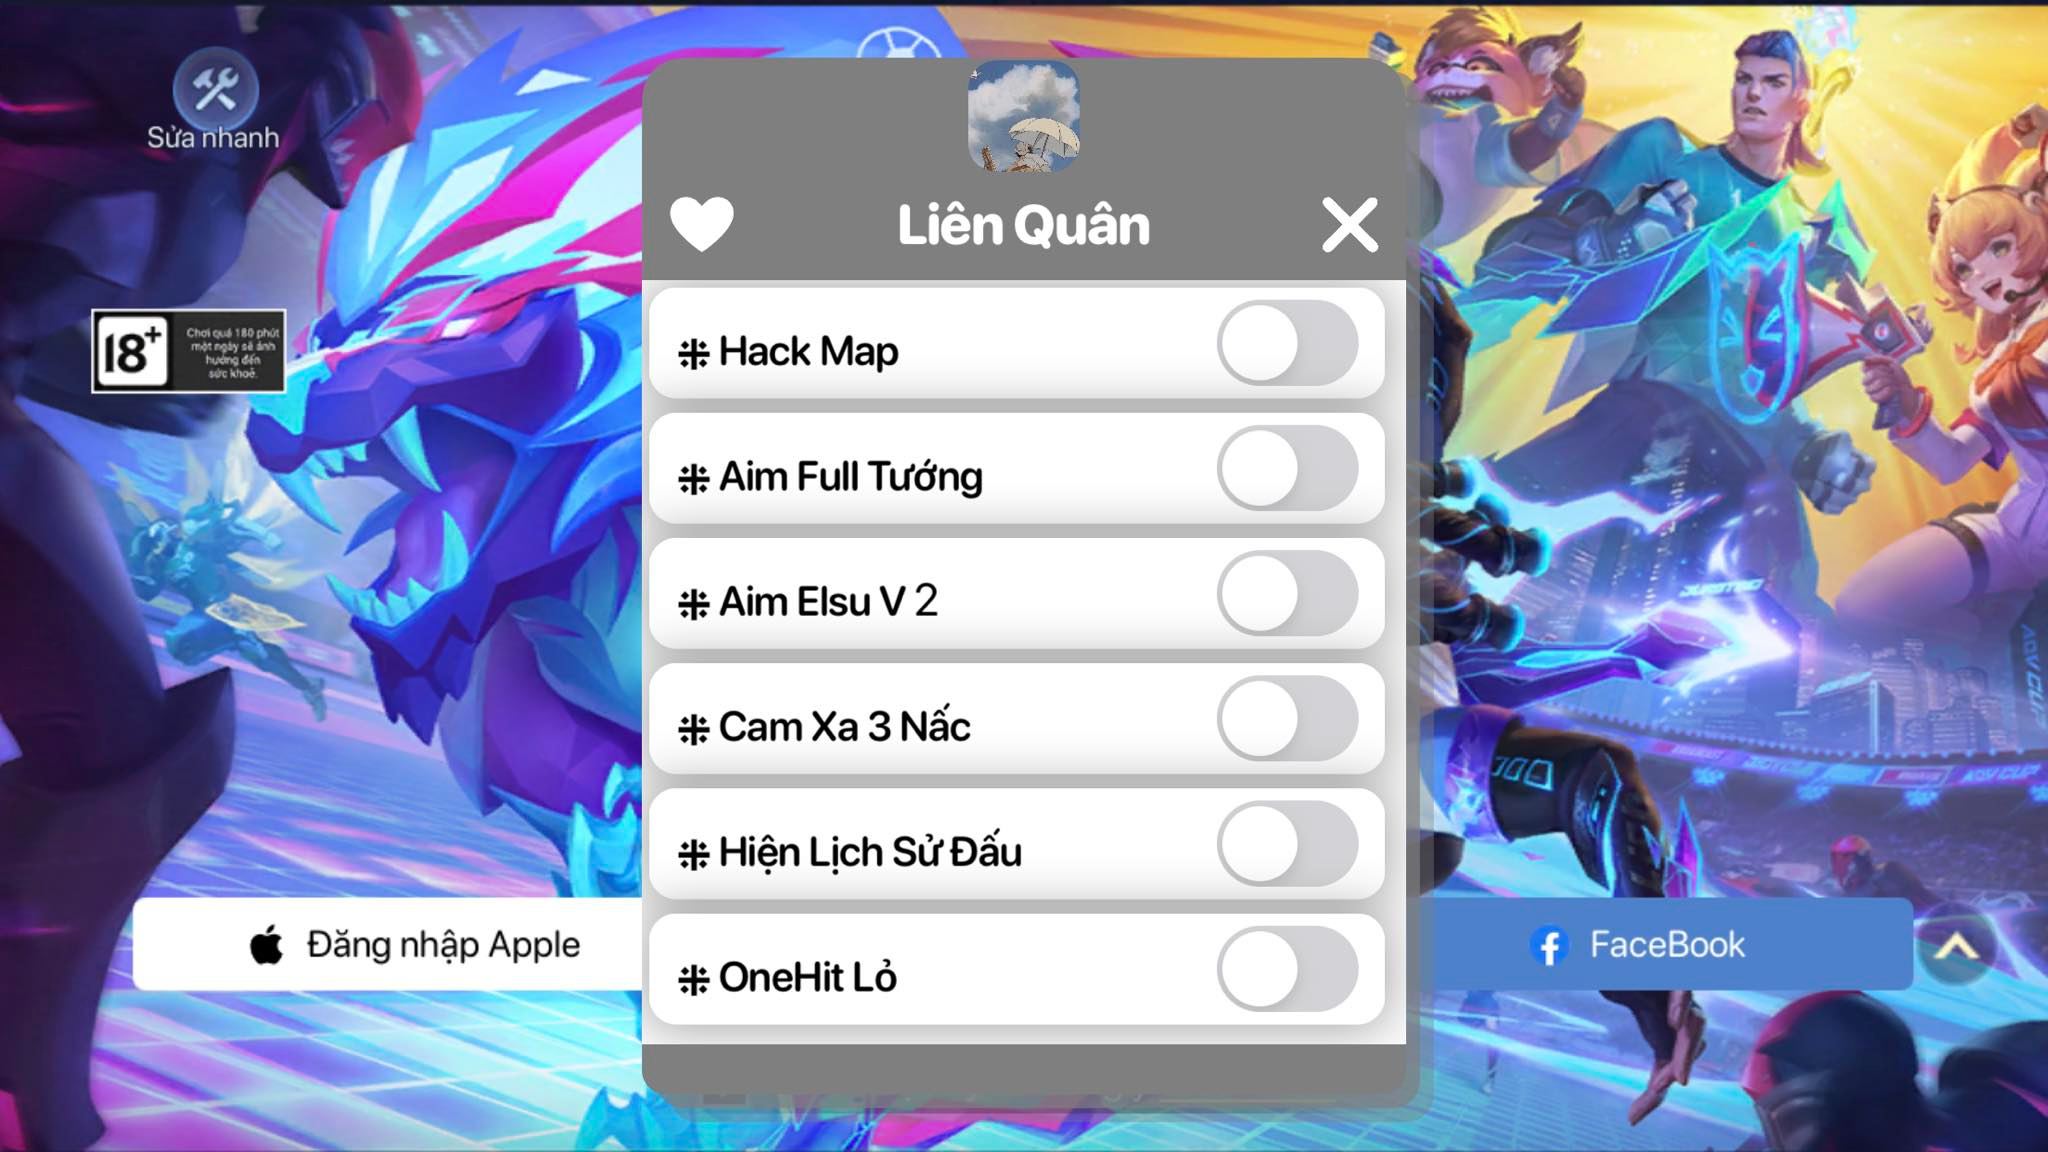 Sửa nhanh
18+
Chơi quá 180 phút
một ngày sẽ ảnh
hưởng đến
sức khoẻ.
Liên Quân
Hack Map
Aim Full Tướng
Aim Elsu V 2
Cam Xa 3 Nấc
Hiện Lịch Sử Đấu
OneHit Lỏ
Đăng nhập Apple
FaceBook
AOV CUP